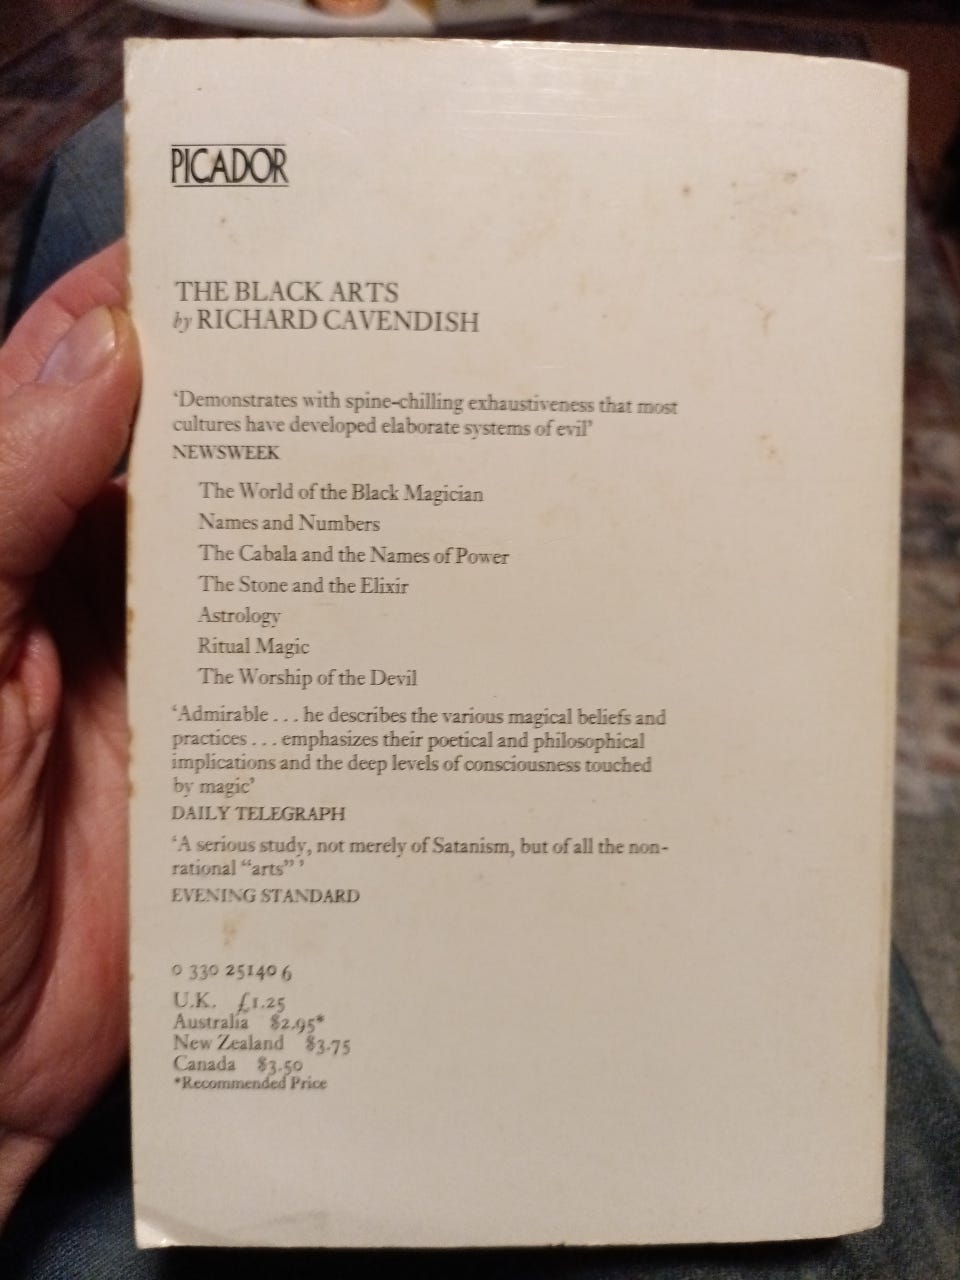 PICADOR
THE BLACK ARTS
by RICHARD CAVENDISH
‘Demonstrates with spine-chilling exhaustiveness that most
cultures have developed elaborate systems of evil’
NEWSWEEK
The World of the Black Magician
Names and Numbers
The Cabala and the Names of Power
The Stone and the Elixir
Astrology
Ritual Magic
The Worship of the Devil
‘Admirable . . . he describes the various magical beliefs and
practices . . . emphasizes their poetical and philosophical
implications and the deep levels of consciousness touched
by magic’
DAILY TELEGRAPH
‘A serious study, not merely of Satanism, but of all the non-
rational “arts” ’
EVENING STANDARD
0 330 25140 6
U.K. £1.25
Australia $2.95*
New Zealand $3.75
Canada $3.50
*Recommended Price